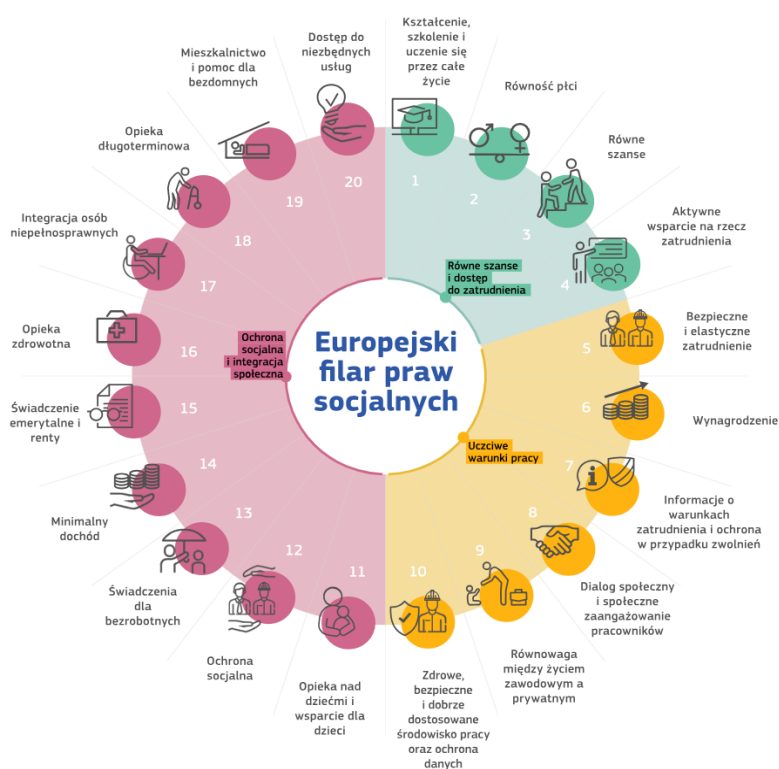 Europejski
filar praw
socjalnych
Równe szanse
i dostęp
do zatrudnienia
1
Kształcenie,
szkolenie i
uczenie się
przez całe
życie
2
Równość płci
3
Równe
szanse
4
Aktywne
wsparcie na rzecz
zatrudnienia
Uczciwe
warunki pracy
5
Bezpieczne
i elastyczne
zatrudnienie
6
Wynagrodzenie
7
Informacje o
warunkach
zatrudnienia i ochrona
w przypadku zwolnień
8
Dialog społeczny
i społeczne
zaangażowanie
pracowników
9
Równowaga
między życiem
zawodowym a
prywatnym
10
Zdrowe,
bezpieczne
i dobrze
dostosowane
środowisko pracy
oraz ochrona
danych
Ochrona
socjalna
i integracja
społeczna
11
Opieka nad
dziećmi i
wsparcie dla
dzieci
12
Ochrona
socjalna
13
Świadczenia
dla
bezrobotnych
14
Minimalny
dochód
15
Świadczenie
emerytalne i
renty
16
Opieka
zdrowotna
17
Integracja osób
niepełnosprawnych
18
Opieka
długoterminowa
19
Mieszkalnictwo
i pomoc dla
bezdomnych
20
Dostęp do
niezbędnych
usług